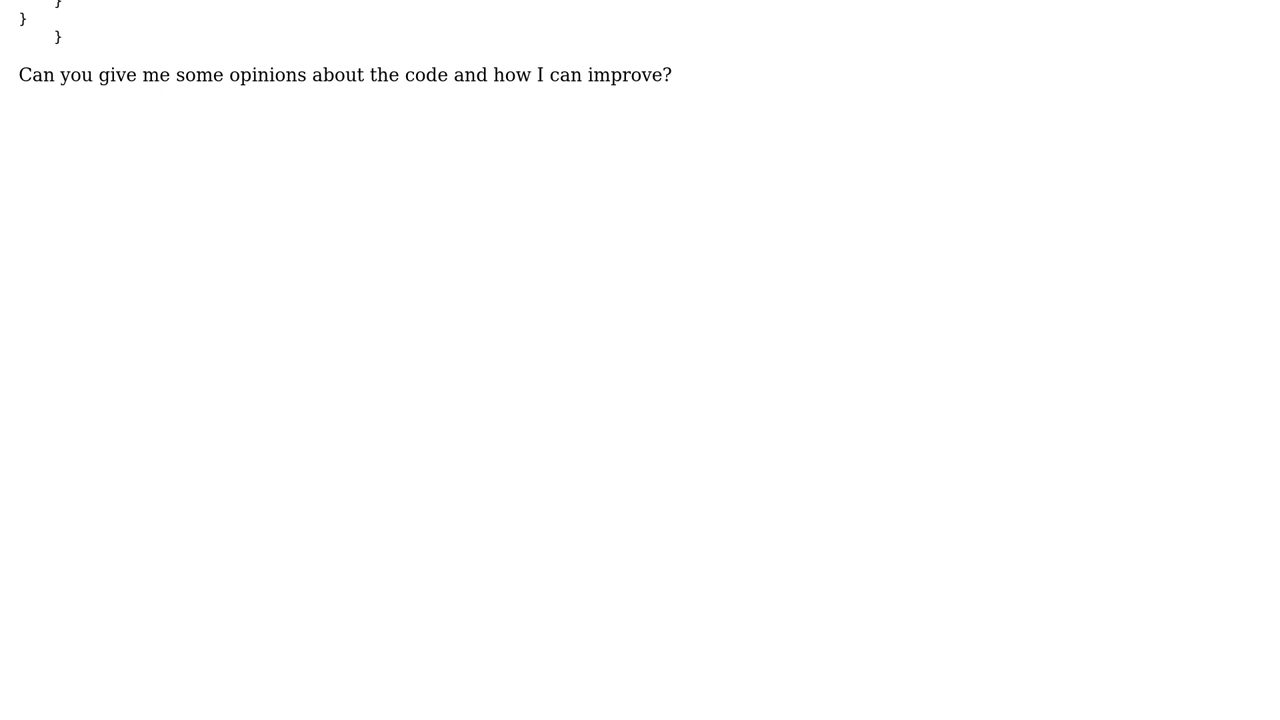 }
}
    }
Can you give me some opinions about the code and how I can improve?